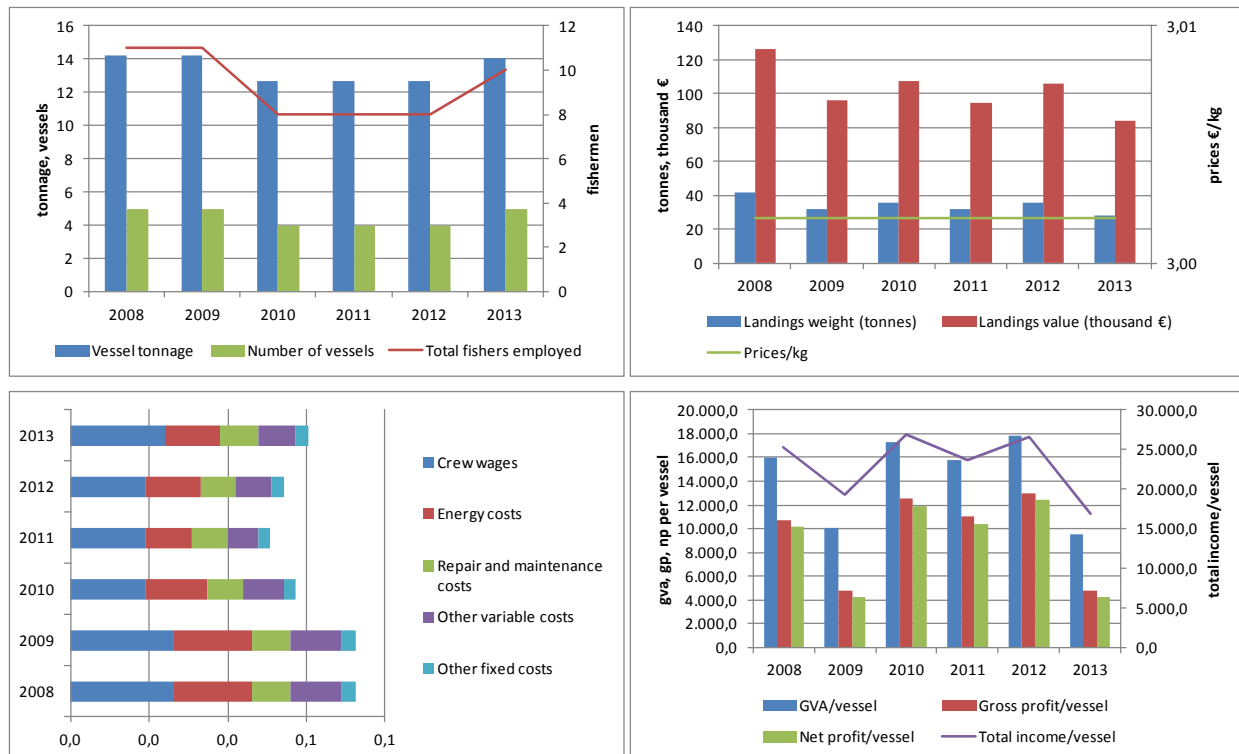 16
14
12
10
8
6
4
2
0
tonnage, vessels
12
10
8
6
4
2
0
fishermen
2008 2009 2010 2011 2012 2013
Vessel tonnage Number of vessels Total fishers employed
140
120
100
80
60
40
20
0
tonnes, thousand €
3,01
3,00
prices €/kg
2008 2009 2010 2011 2012 2013
Landings weight (tonnes) Landings value (thousand €)
Prices/kg
2013
2012
2011
2010
2009
2008
0,0 0,0 0,0 0,1 0,1
Crew wages
Energy costs
Repair and maintenance
costs
Other variable costs
Other fixed costs
20.000,0
18.000,0
16.000,0
14.000,0
12.000,0
10.000,0
8.000,0
6.000,0
4.000,0
2.000,0
0,0
gva, gp, np per vessel
30.000,0
25.000,0
20.000,0
15.000,0
10.000,0
5.000,0
0,0
total income/vessel
2008 2009 2010 2011 2012 2013
GVA/vessel Gross profit/vessel
Net profit/vessel Total income/vessel